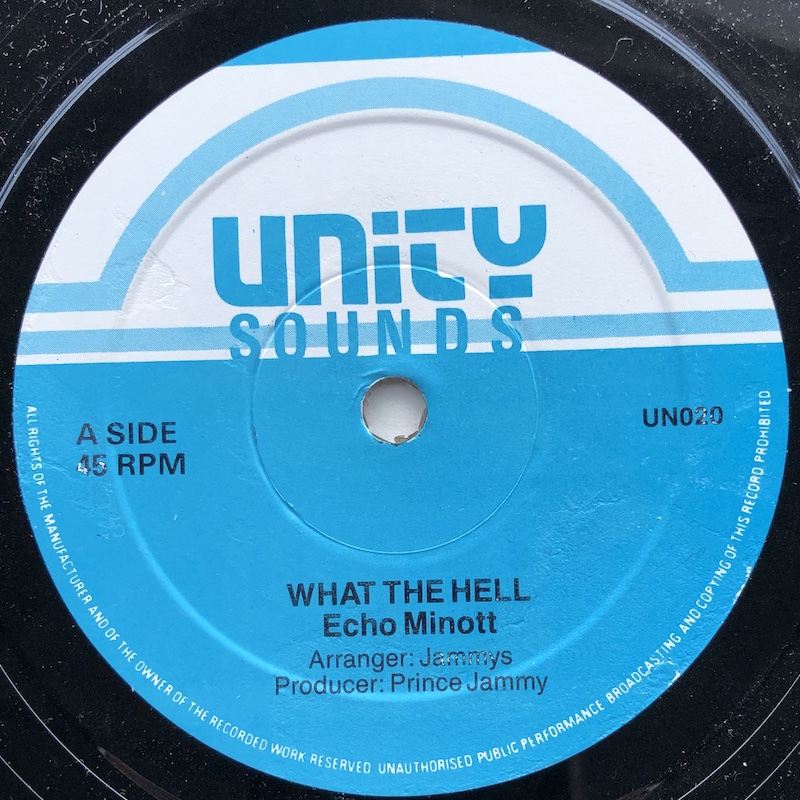 UNITY
SOUNDS
A SIDE
45 RPM
UN020
WHAT THE HELL
Echo Minott
Arranger: Jammys
Producer: Prince Jammy
ALL RIGHTS OF THE MANUFACTURER AND OF THE OWNER OF THE RECORDED WORK RESERVED UNAUTHORISED PUBLIC PERFORMANCE BROADCASTING AND COPYING OF THIS RECORD PROHIBITED